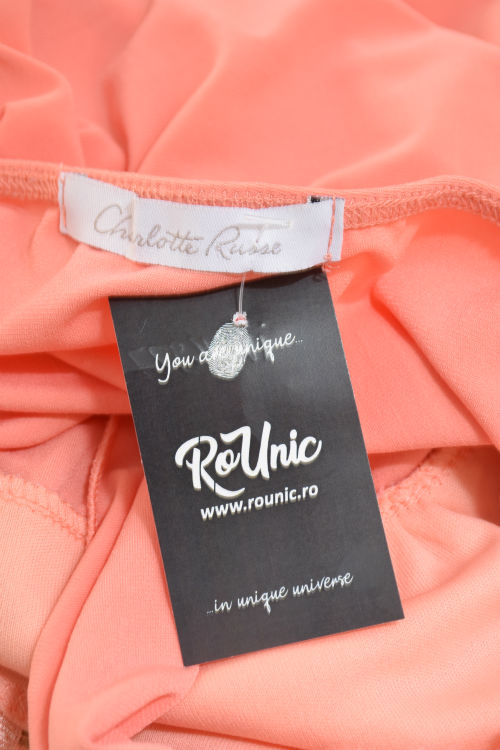 Charlotte Russe
You are unique...
RoUnic
www.rounic.ro
...in unique universe